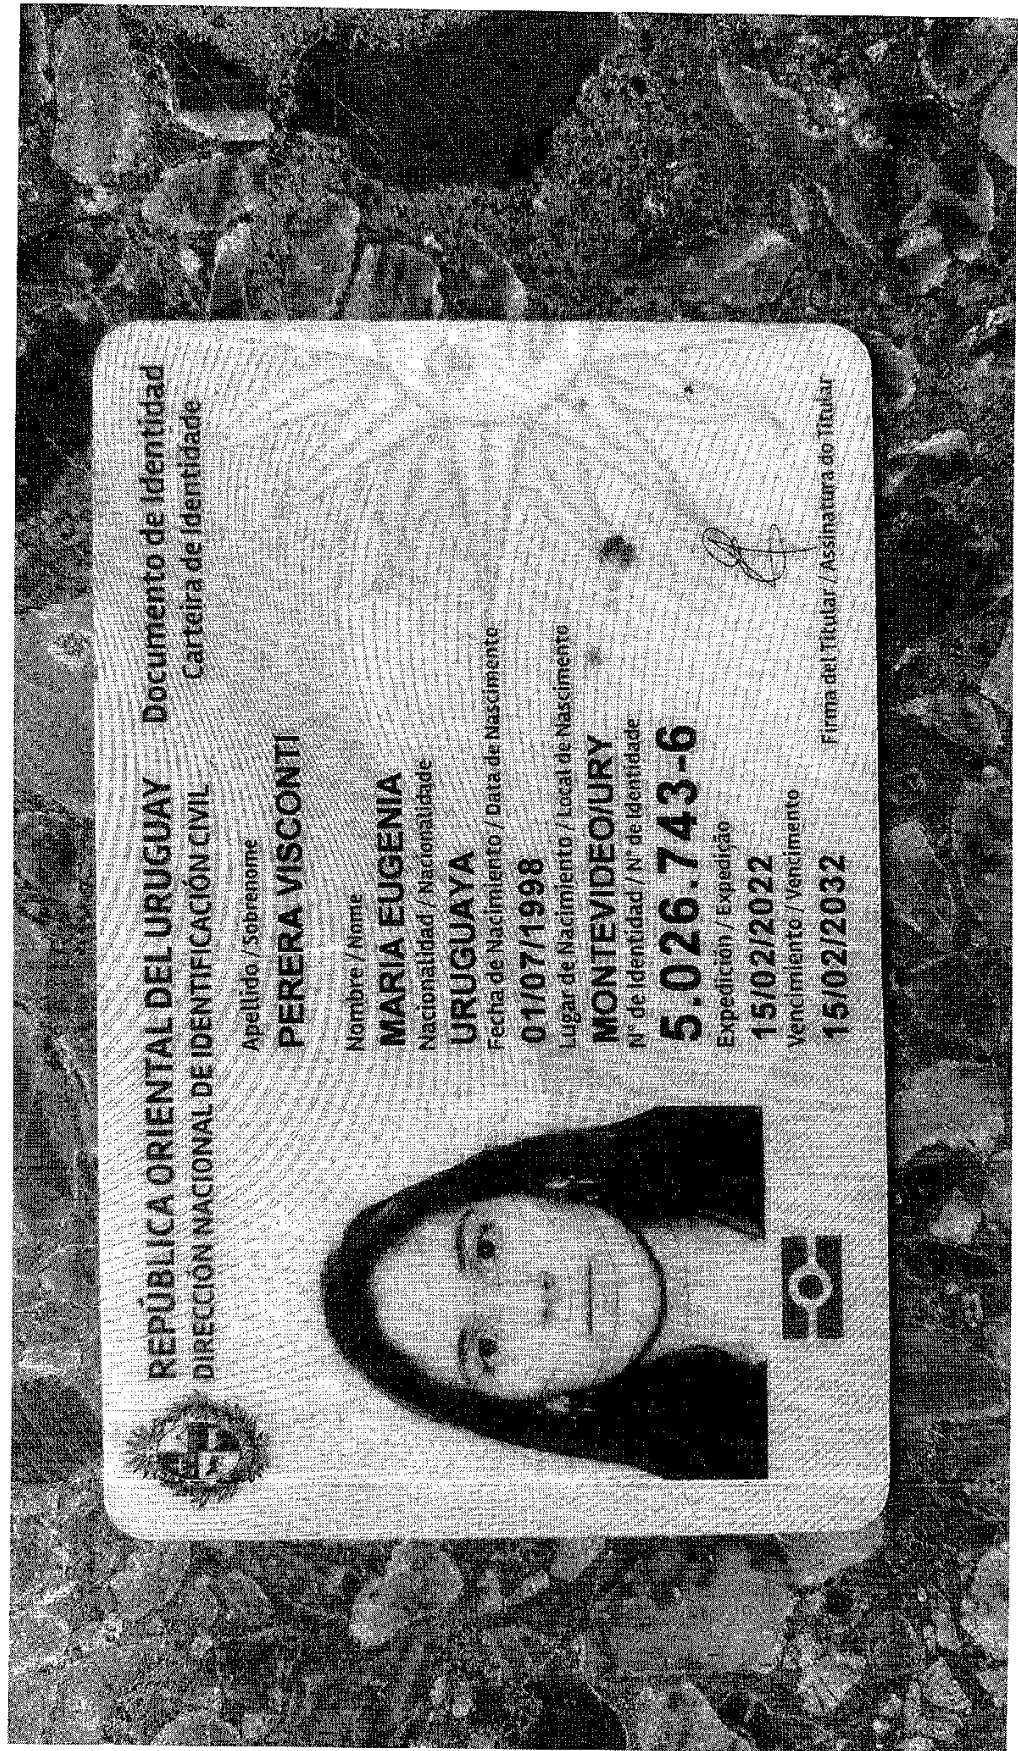 REPÚBLICA ORIENTAL DEL URUGUAY
Documento de Identidad
DIRECCIÓN NACIONAL DE IDENTIFICACIÓN CIVIL
Carteira de Identidade
Apellido / Sobrenome
PERERA VISCONTI
Nombre / Nome
MARIA EUGENIA
Nacionalidad / Nacionalidade
URUGUAYA
Fecha de Nacimiento / Data de Nascimento
01/07/1998
Lugar de Nacimiento / Local de Nascimento
MONTEVIDEO/URY
N° de Identidad / N° de Identidade
5.026.743-6
Expedición / Expedição
15/02/2022
Vencimiento / Vencimento
15/02/2032
Firma del Titular / Assinatura do Titular